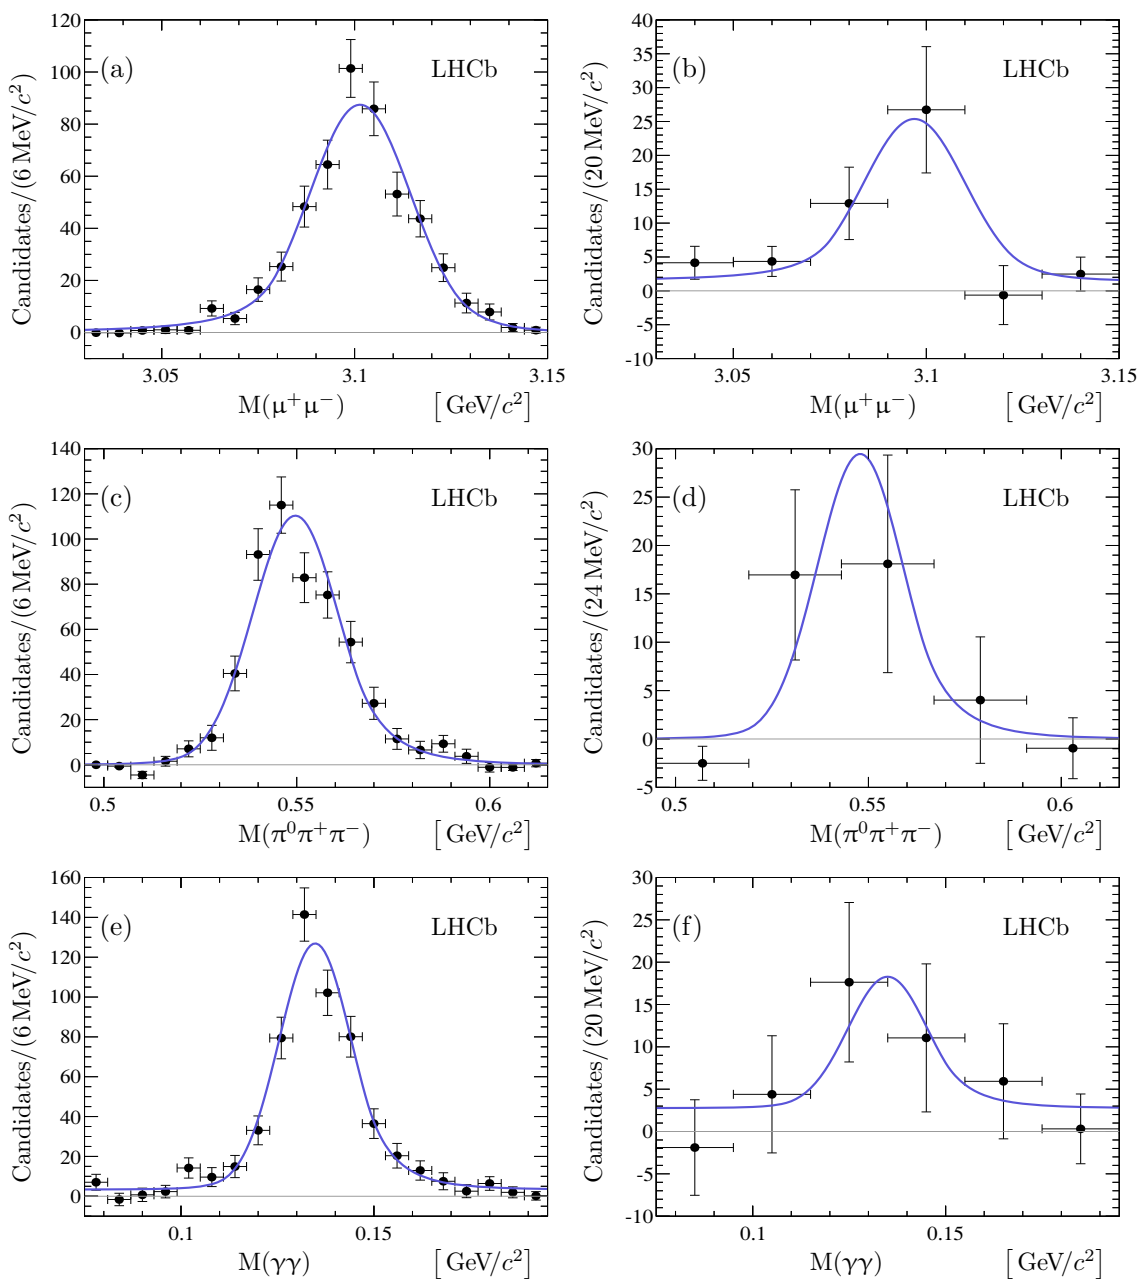 (a) LHCb
Candidates/(6 MeV/c²)
120
100
80
60
40
20
0
3.05 3.1 3.15
M(μ⁺μ⁻) [GeV/c²]
(b) LHCb
Candidates/(20 MeV/c²)
40
35
30
25
20
15
10
5
0
-5
-10
3.05 3.1 3.15
M(μ⁺μ⁻) [GeV/c²]
(c) LHCb
Candidates/(6 MeV/c²)
140
120
100
80
60
40
20
0
0.5 0.55 0.6
M(π⁰π⁺π⁻) [GeV/c²]
(d) LHCb
Candidates/(24 MeV/c²)
30
25
20
15
10
5
0
-5
0.5 0.55 0.6
M(π⁰π⁺π⁻) [GeV/c²]
(e) LHCb
Candidates/(6 MeV/c²)
160
140
120
100
80
60
40
20
0
0.1 0.15
M(γγ) [GeV/c²]
(f) LHCb
Candidates/(20 MeV/c²)
30
25
20
15
10
5
0
-5
-10
0.1 0.15
M(γγ) [GeV/c²]